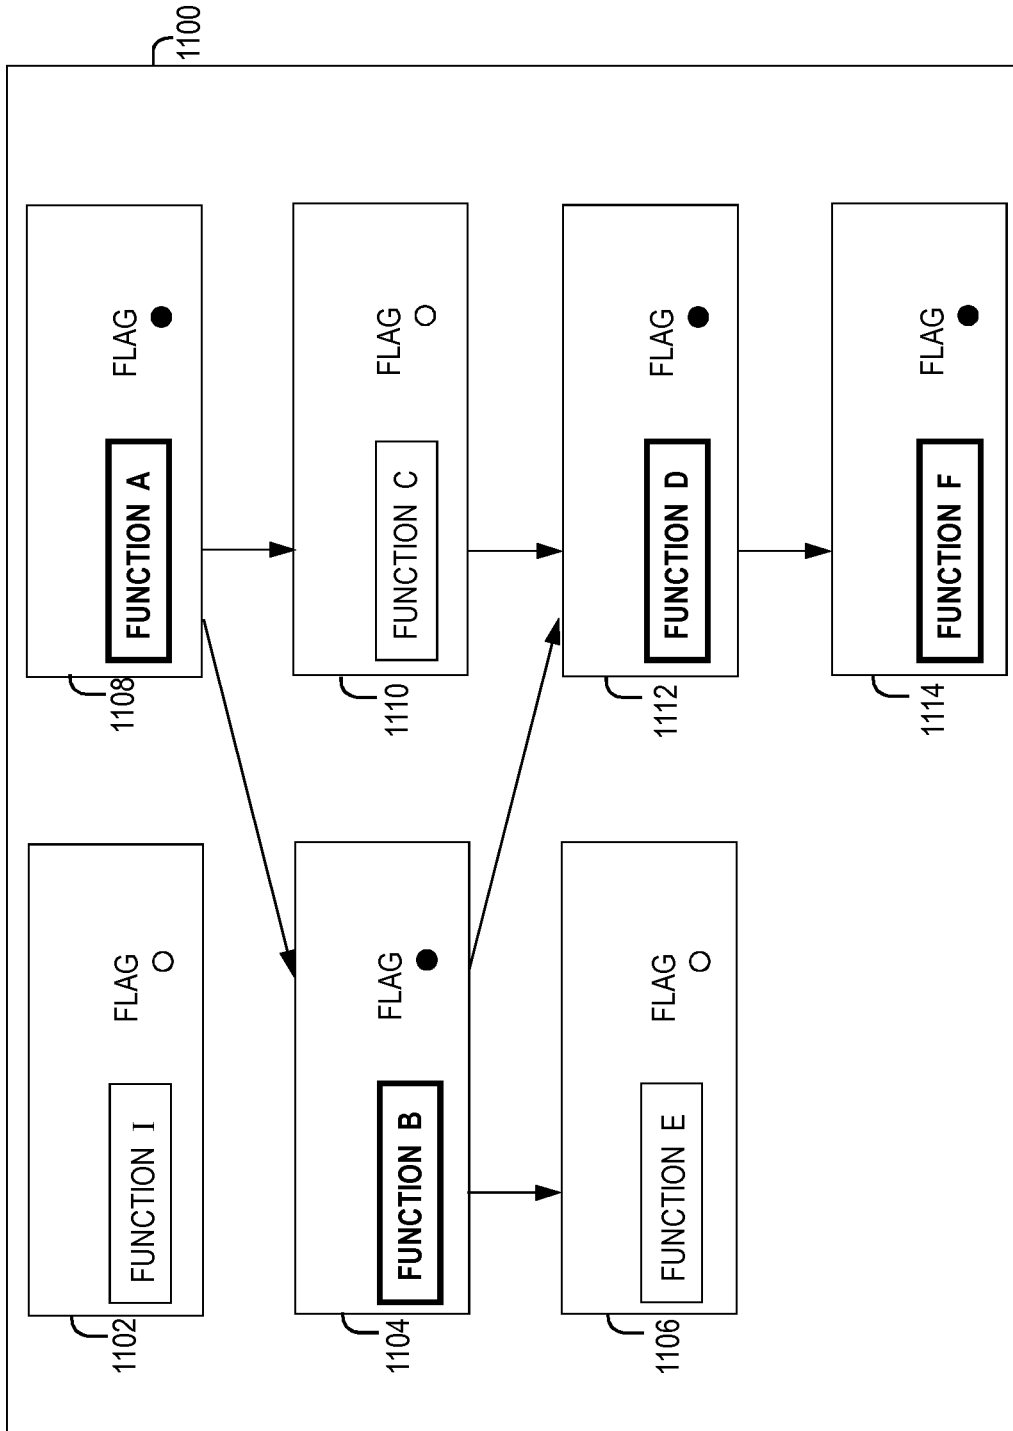 1100
1102
FUNCTION I
FLAG
1108
FUNCTION A
FLAG
1104
FUNCTION B
FLAG
1110
FUNCTION C
FLAG
1106
FUNCTION E
FLAG
1112
FUNCTION D
FLAG
1114
FUNCTION F
FLAG